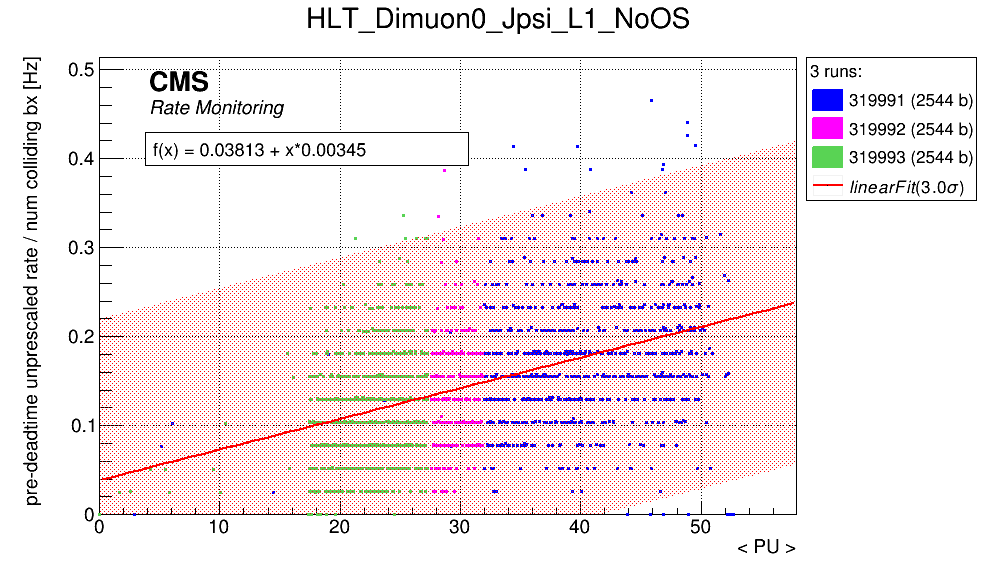 HLT_Dimuon0_Jpsi_L1_NoOS
pre-deadtime unprescaled rate / num colliding bx [Hz]
0.5
0.4
0.3
0.2
0.1
0
CMS
Rate Monitoring
f(x) = 0.03813 + x*0.00345
3 runs:
319991 (2544 b)
319992 (2544 b)
319993 (2544 b)
linearFit(3.0σ)
0 10 20 30 40 50
< PU >